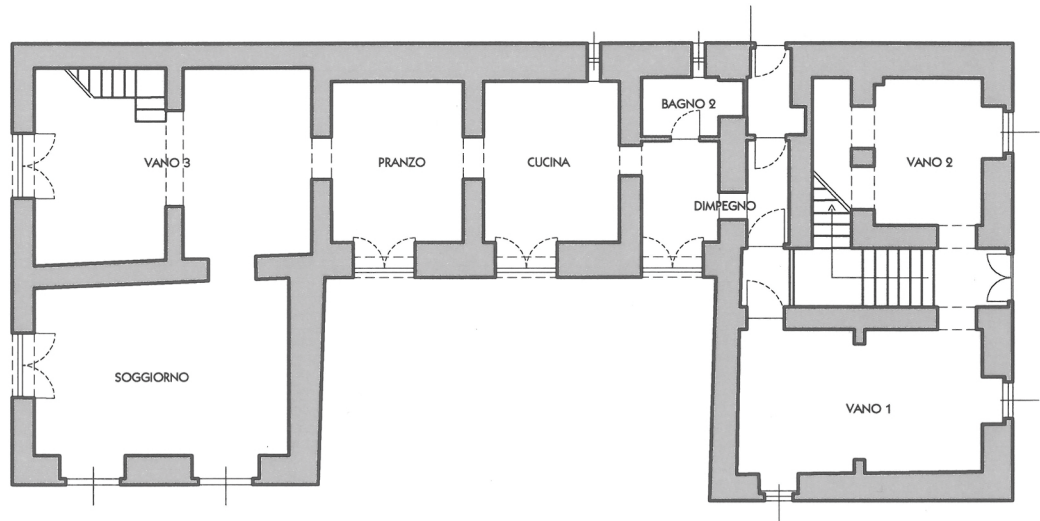 BAGNO 2
VANO 3
PRANZO
CUCINA
VANO 2
DIMPEGNO
SOGGIORNO
VANO 1